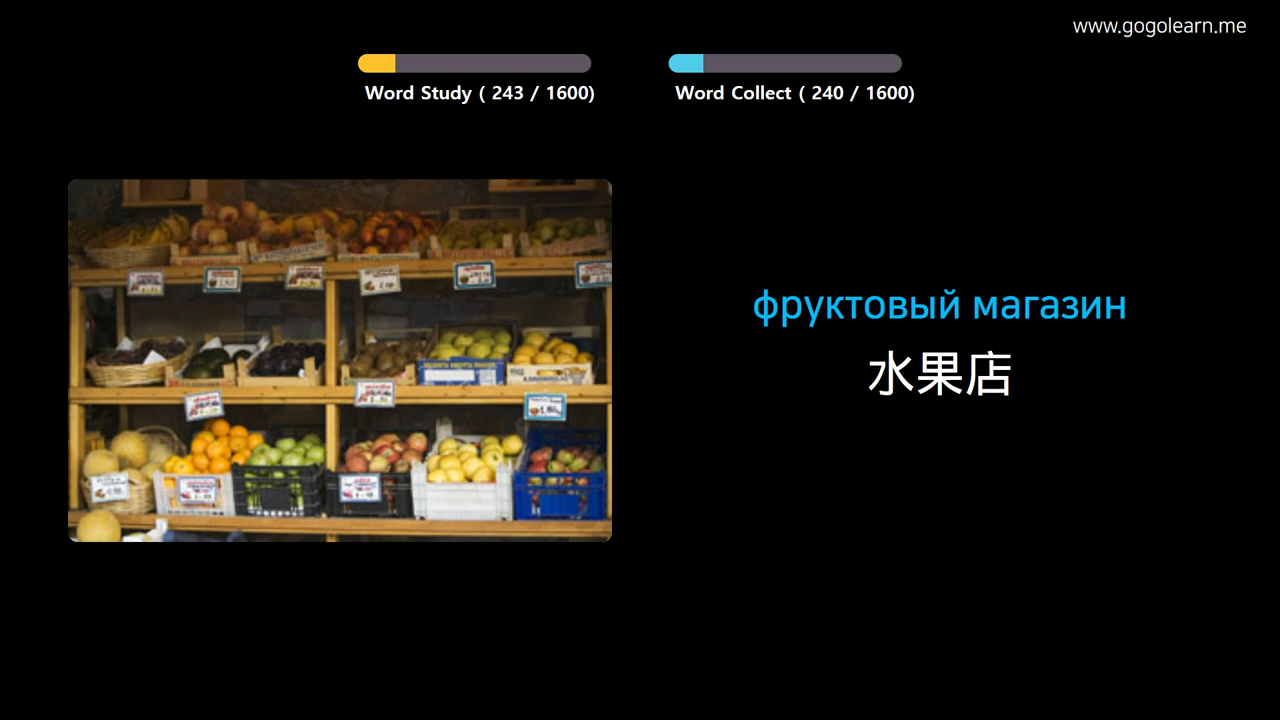 www.gogolearn.me
Word Study ( 243 / 1600)
Word Collect ( 240 / 1600)
фруктовый магазин
水果店